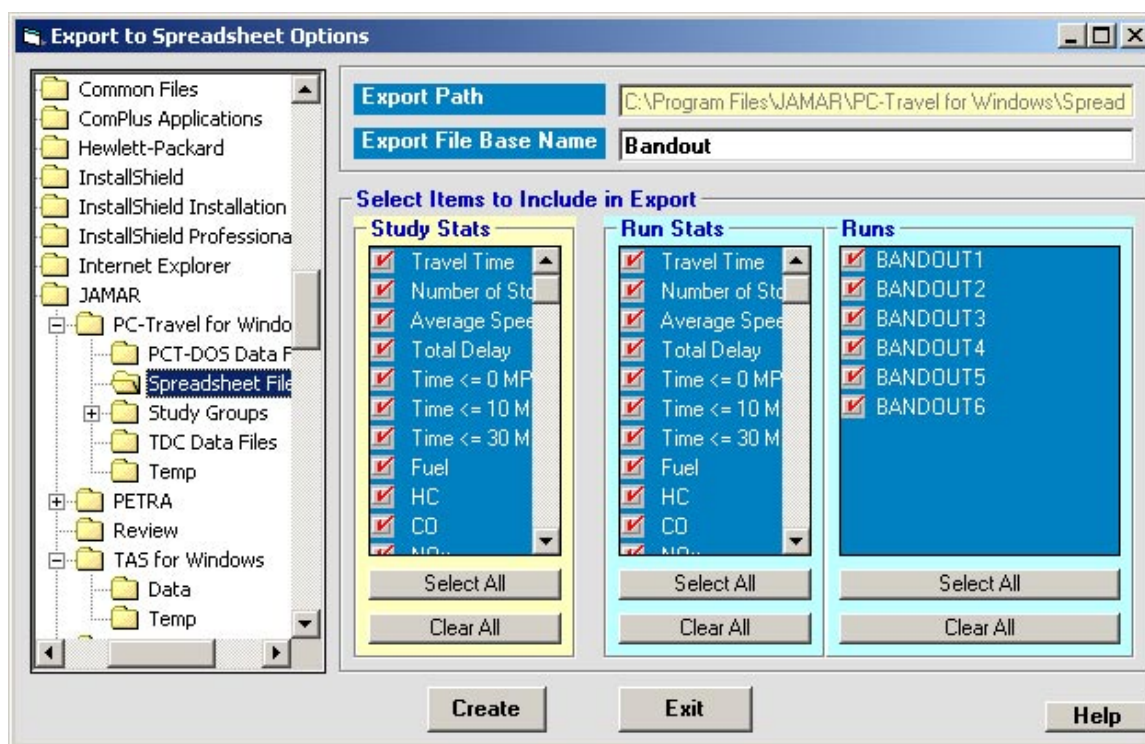 Export to Spreadsheet Options
Common Files
ComPlus Applications
Hewlett-Packard
InstallShield
InstallShield Installation
InstallShield Professiona
Internet Explorer
JAMAR
PC-Travel for Windo
PCT-DOS Data F
Spreadsheet File
Study Groups
TDC Data Files
Temp
PETRA
Review
TAS for Windows
Data
Temp
Export Path
C:\Program Files\JAMAR\PC-Travel for Windows\Spread
Export File Base Name
Bandout
Select Items to Include in Export
Study Stats
Travel Time
Number of Sto
Average Spee
Total Delay
Time <= 0 MP
Time <= 10 M
Time <= 30 M
Fuel
HC
CO
NOx
Select All
Clear All
Run Stats
Travel Time
Number of Sto
Average Spee
Total Delay
Time <= 0 MP
Time <= 10 M
Time <= 30 M
Fuel
HC
CO
NOx
Select All
Clear All
Runs
BANDOUT1
BANDOUT2
BANDOUT3
BANDOUT4
BANDOUT5
BANDOUT6
Select All
Clear All
Create
Exit
Help